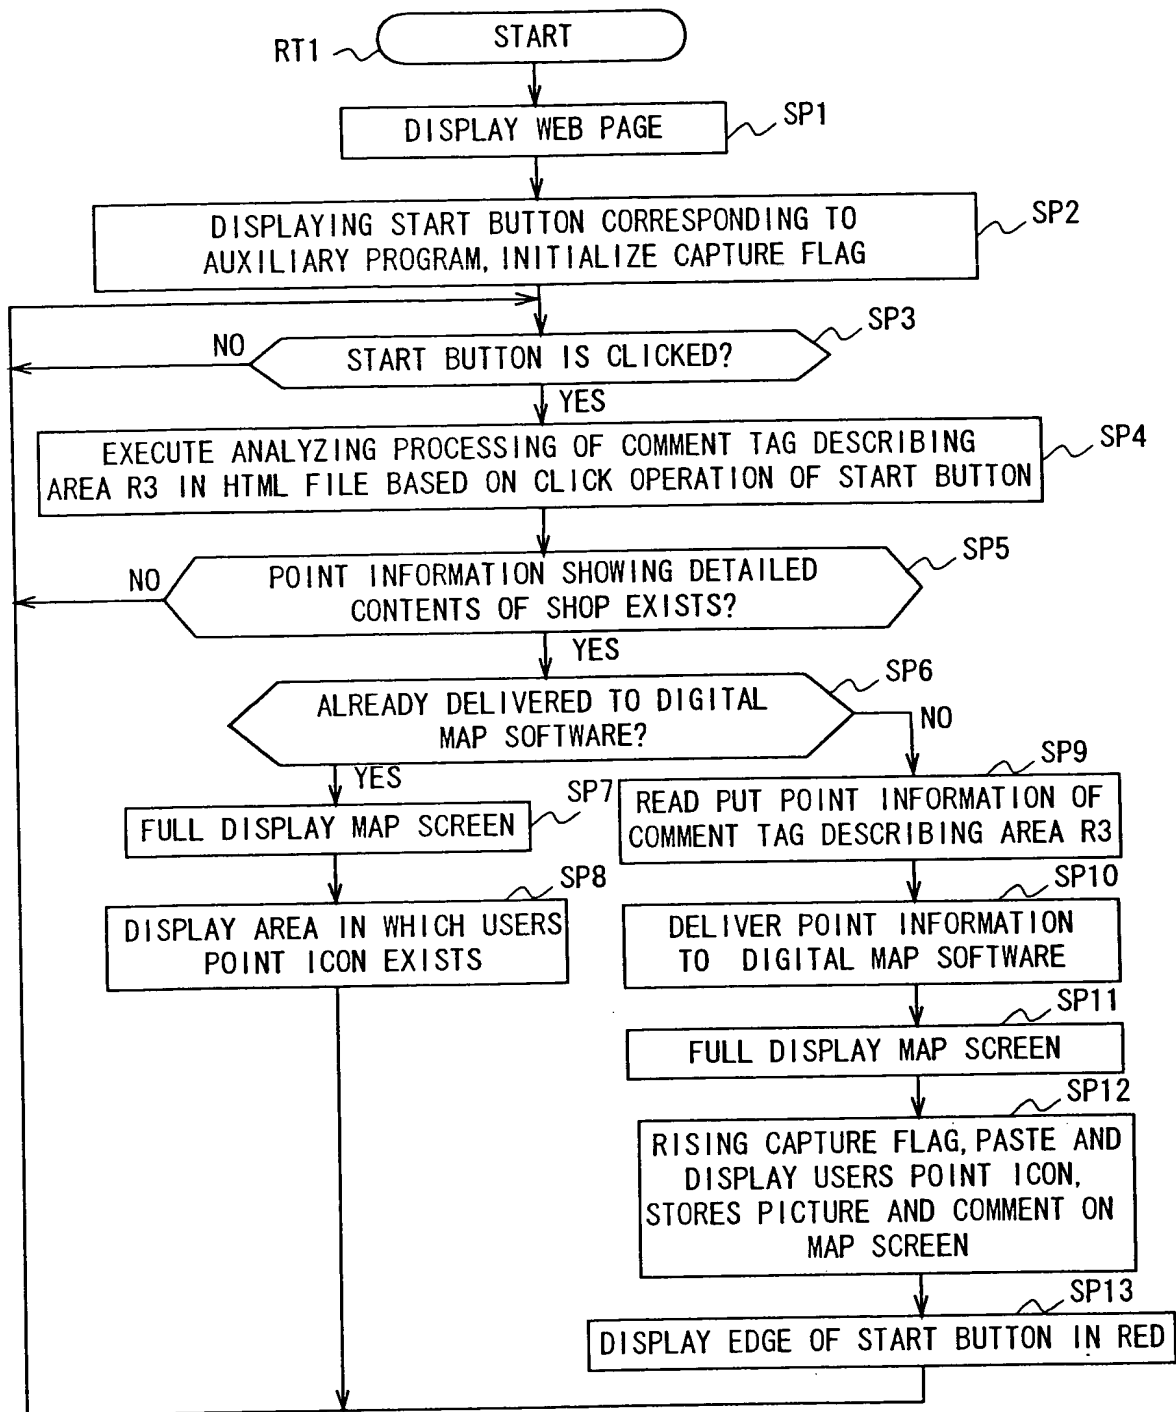 START
RT1
DISPLAY WEB PAGE
SP1
DISPLAYING START BUTTON CORRESPONDING TO
AUXILIARY PROGRAM, INITIALIZE CAPTURE FLAG
SP2
START BUTTON IS CLICKED?
SP3
NO
YES
EXECUTE ANALYZING PROCESSING OF COMMENT TAG DESCRIBING
AREA R3 IN HTML FILE BASED ON CLICK OPERATION OF START BUTTON
SP4
POINT INFORMATION SHOWING DETAILED
CONTENTS OF SHOP EXISTS?
SP5
NO
YES
ALREADY DELIVERED TO DIGITAL
MAP SOFTWARE?
SP6
NO
YES
FULL DISPLAY MAP SCREEN
SP7
DISPLAY AREA IN WHICH USERS
POINT ICON EXISTS
SP8
READ PUT POINT INFORMATION OF
COMMENT TAG DESCRIBING AREA R3
SP9
DELIVER POINT INFORMATION
TO DIGITAL MAP SOFTWARE
SP10
FULL DISPLAY MAP SCREEN
SP11
RISING CAPTURE FLAG, PASTE AND
DISPLAY USERS POINT ICON,
STORES PICTURE AND COMMENT ON
MAP SCREEN
SP12
DISPLAY EDGE OF START BUTTON IN RED
SP13